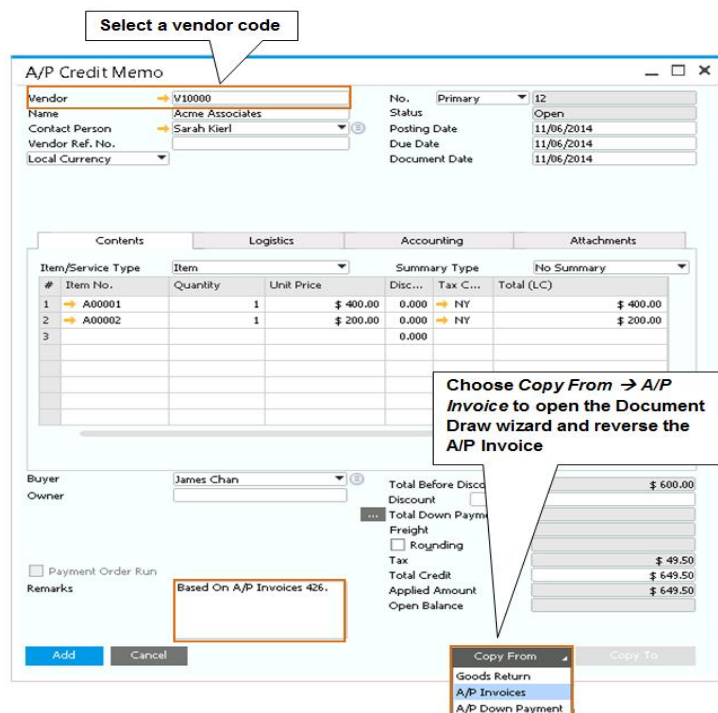 Select a vendor code
A/P Credit Memo
Vendor V10000 No. Primary 12
Name Acme Associates Status Open
Contact Person Sarah Kierl Posting Date 11/06/2014
Vendor Ref. No. Due Date 11/06/2014
Local Currency Document Date 11/06/2014
Contents Logistics Accounting Attachments
Item/Service Type Item Summary Type No Summary
# Item No. Quantity Unit Price Disc... Tax C... Total (LC)
1 A00001 1 $ 400.00 0.000 NY $ 400.00
2 A00002 1 $ 200.00 0.000 NY $ 200.00
3 0.000
Choose Copy From → A/P
Invoice to open the Document
Draw wizard and reverse the
A/P Invoice
Buyer James Chan Total Before Disco $ 600.00
Owner Discount
... Total Down Payme
Freight
Rounding
Tax $ 49.50
Payment Order Run Total Credit $ 649.50
Remarks Based On A/P Invoices 426. Applied Amount $ 649.50
Open Balance
Add Cancel Copy From Copy To
Goods Return
A/P Invoices
A/P Down Payment